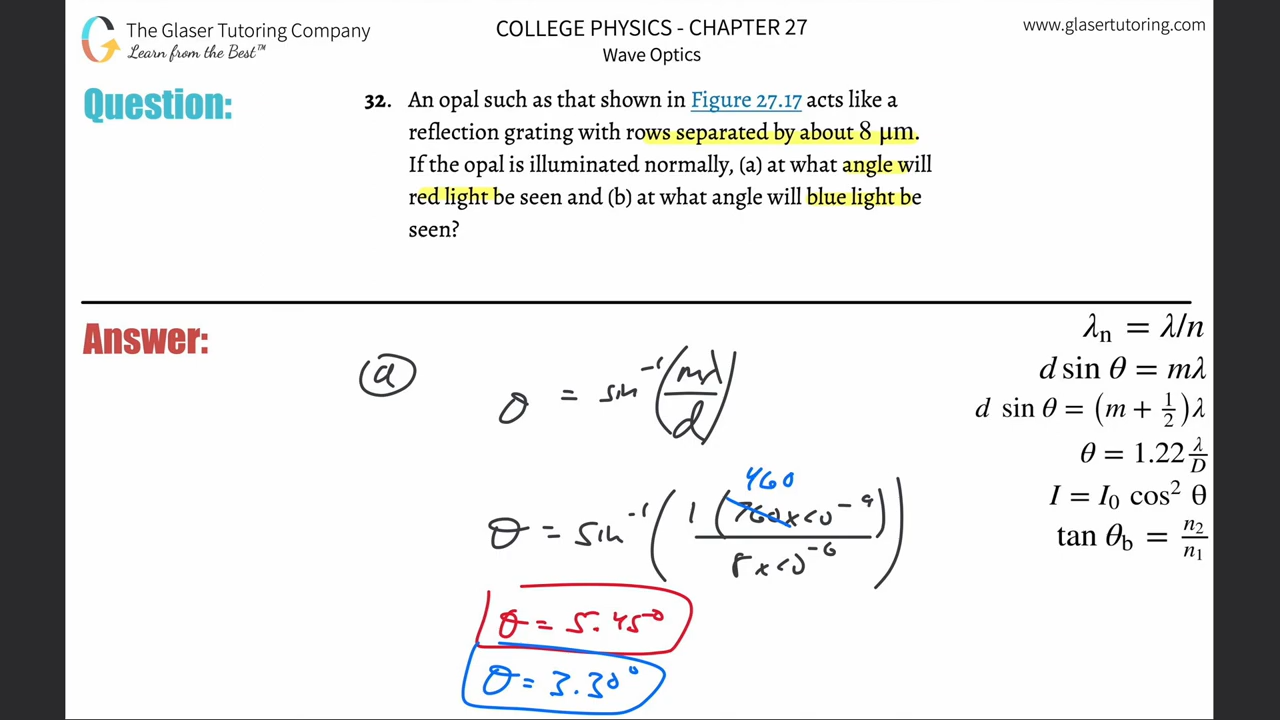 The Glaser Tutoring Company
Learn from the Best™
COLLEGE PHYSICS - CHAPTER 27
Wave Optics
www.glasertutoring.com
Question:
32. An opal such as that shown in Figure 27.17 acts like a
reflection grating with rows separated by about 8 μm.
If the opal is illuminated normally, (a) at what angle will
red light be seen and (b) at what angle will blue light be
seen?
Answer:
a
θ = sin⁻¹(mλ/d)
460
θ = sin⁻¹(1(760x10⁻⁹)/8x10⁻⁶)
θ = 5.45°
θ = 3.30°
λₙ = λ/n
d sin θ = mλ
d sin θ = (m + 1/2)λ
θ = 1.22 λ/D
I = I₀ cos² θ
tan θb = n₂/n₁